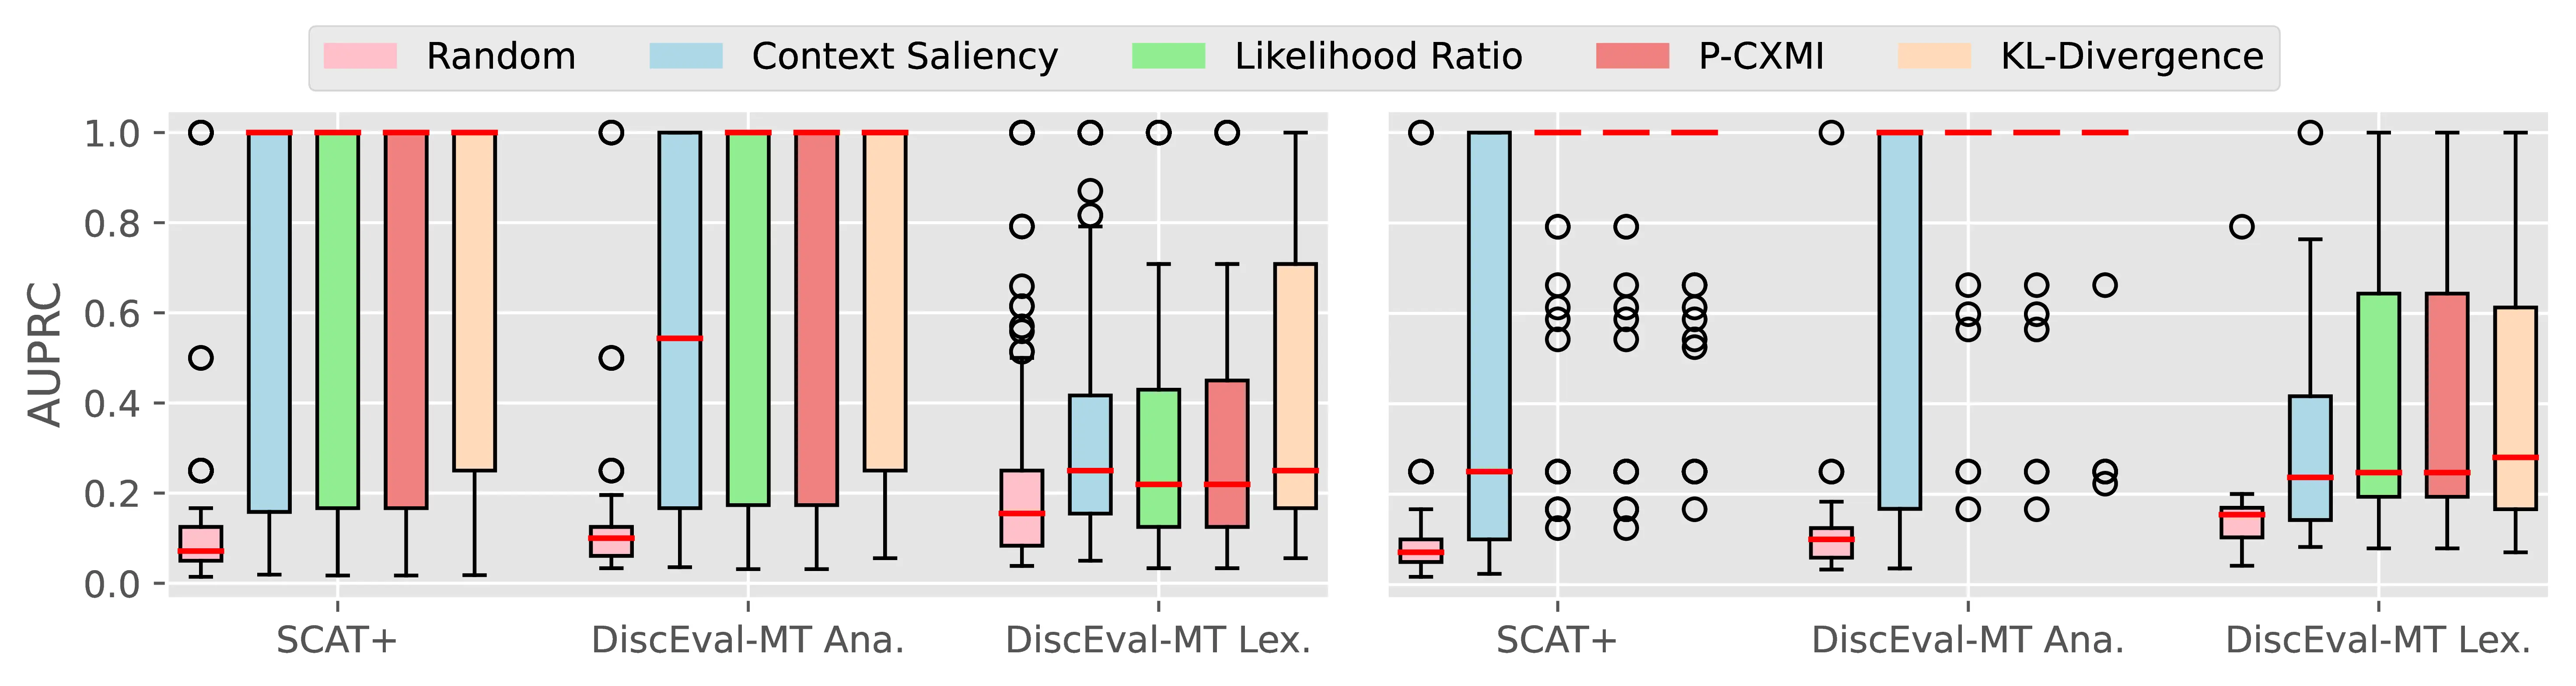 Random Context Saliency Likelihood Ratio P-CXMI KL-Divergence
AUPRC
1.0
0.8
0.6
0.4
0.2
0.0
SCAT+ DiscEval-MT Ana. DiscEval-MT Lex. SCAT+ DiscEval-MT Ana. DiscEval-MT Lex.